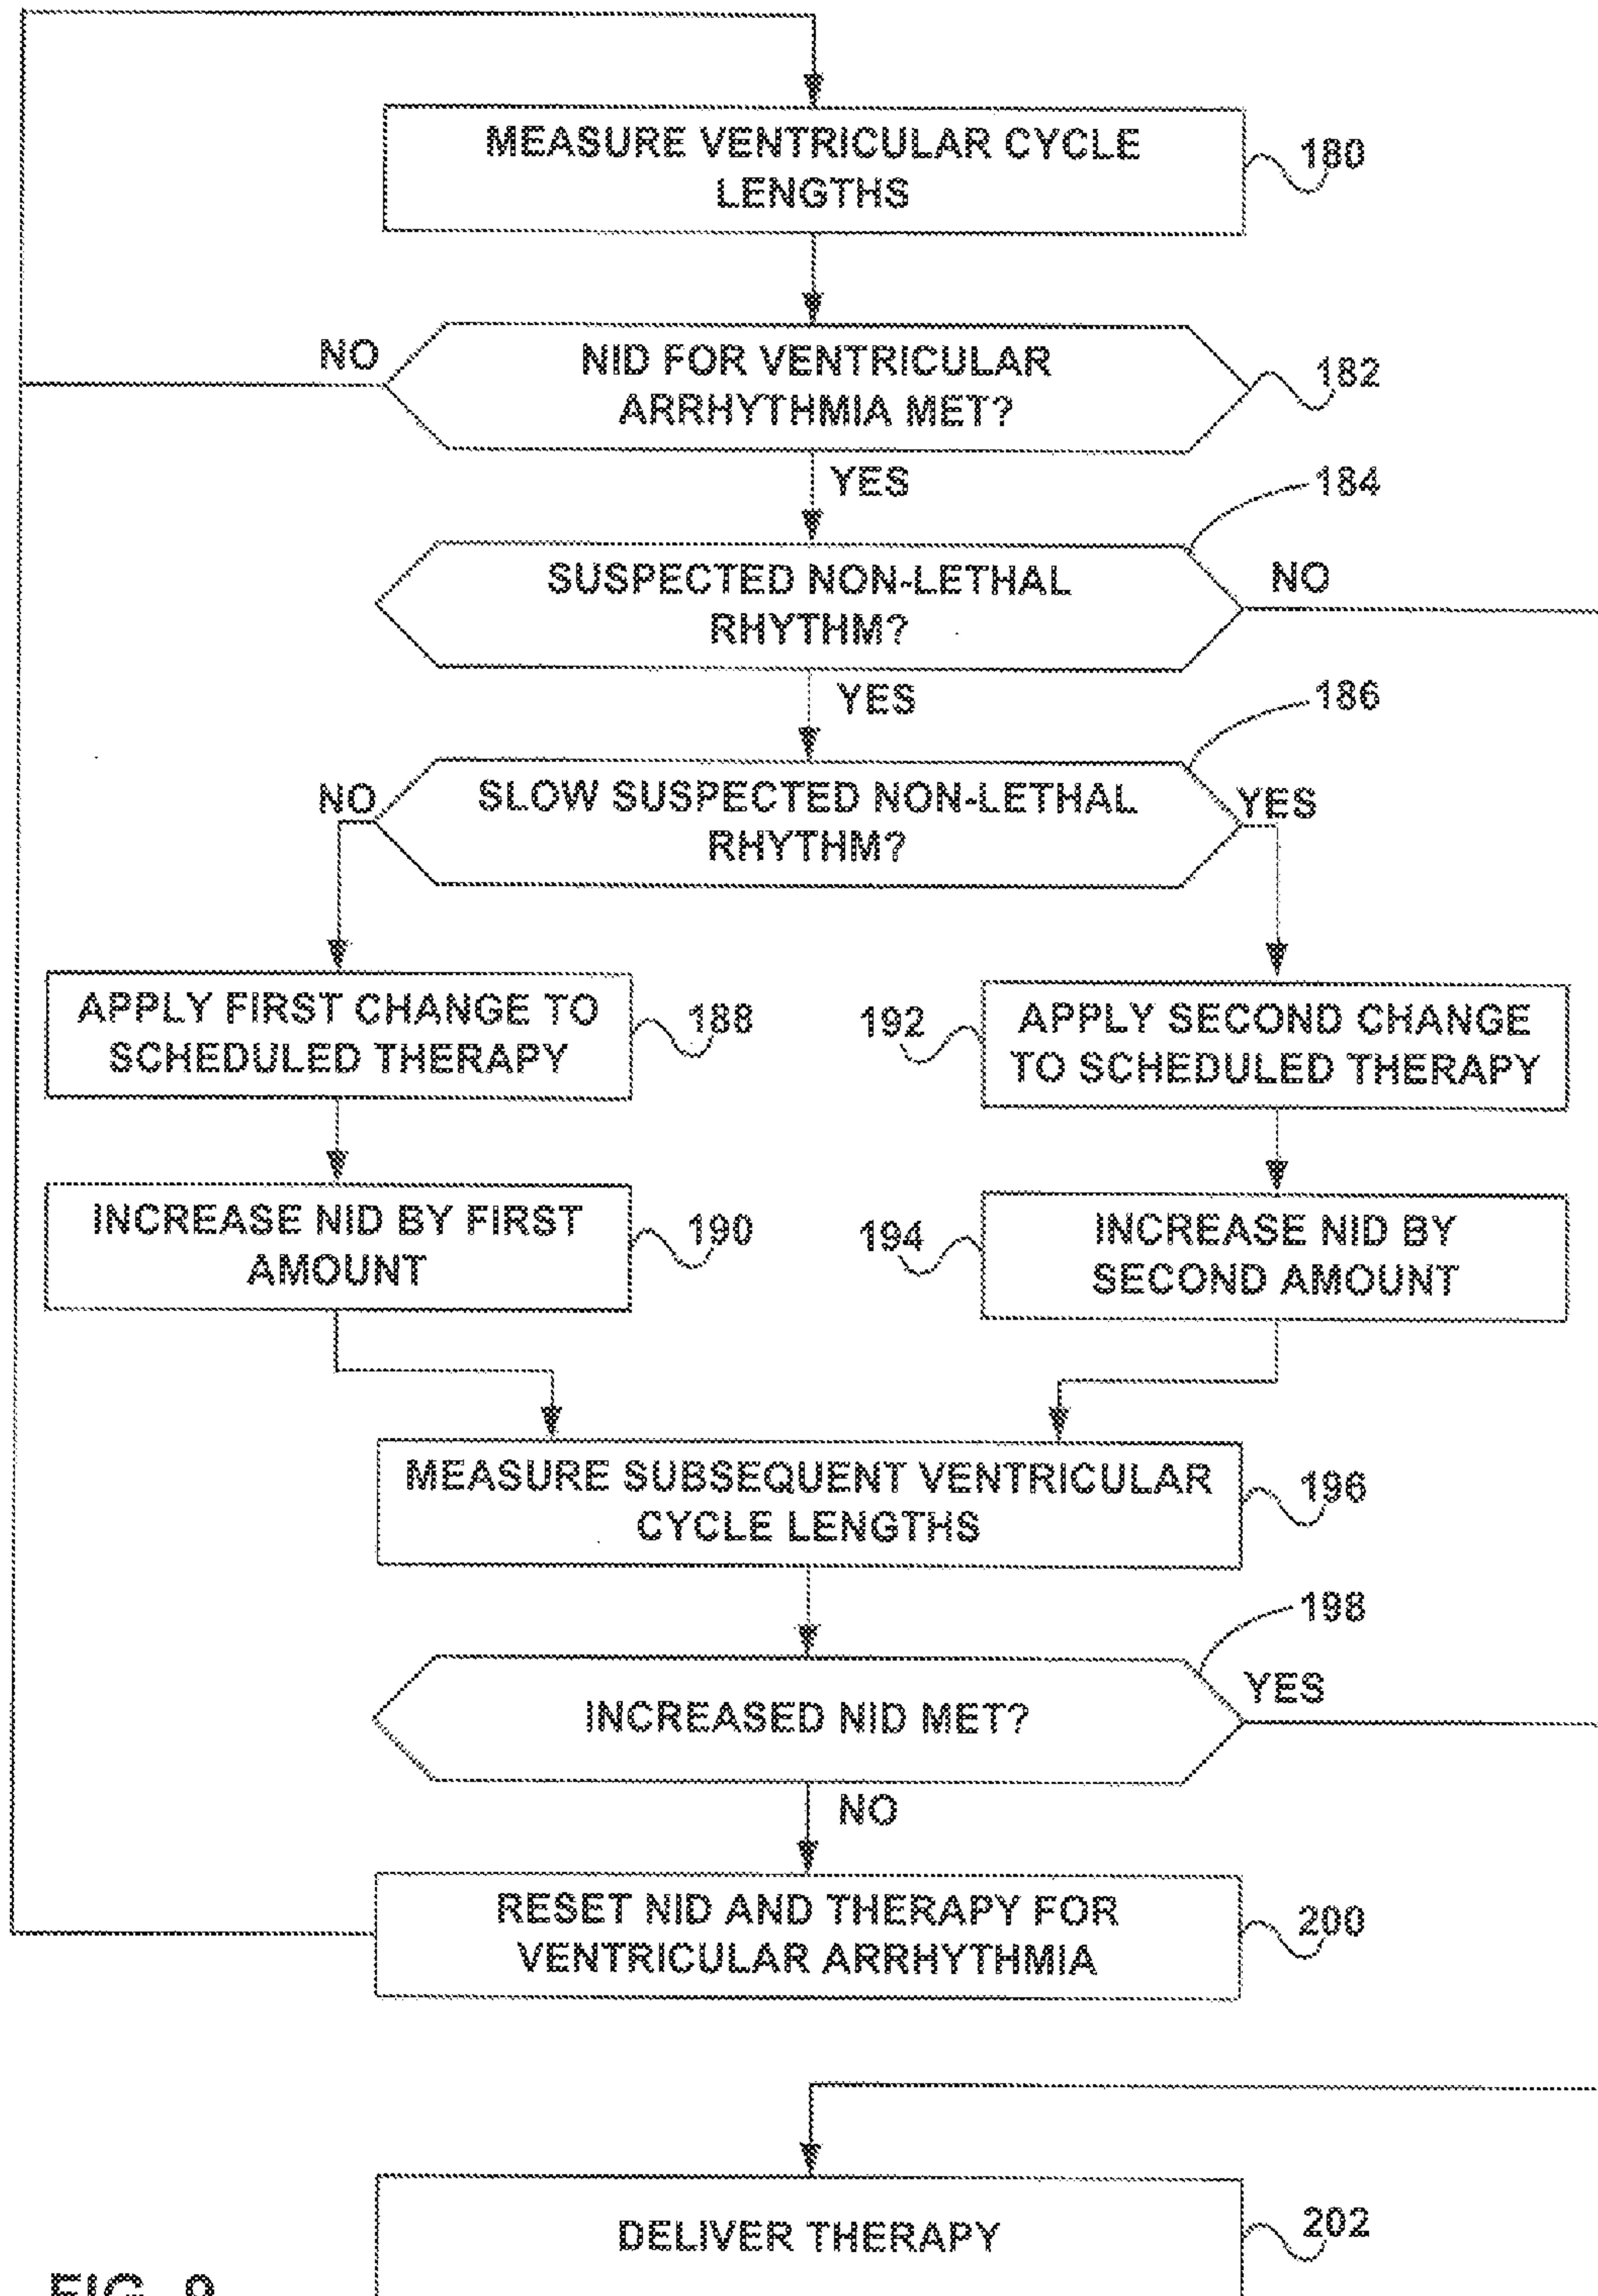 MEASURE VENTRICULAR CYCLE
LENGTHS
180
NO
NID FOR VENTRICULAR
ARRHYTHMIA MET?
182
YES
184
SUSPECTED NON-LETHAL
RHYTHM?
NO
YES
186
NO
SLOW SUSPECTED NON-LETHAL
RHYTHM?
YES
APPLY FIRST CHANGE TO
SCHEDULED THERAPY
188
192
APPLY SECOND CHANGE
TO SCHEDULED THERAPY
INCREASE NID BY FIRST
AMOUNT
190
194
INCREASE NID BY
SECOND AMOUNT
MEASURE SUBSEQUENT VENTRICULAR
CYCLE LENGTHS
196
198
INCREASED NID MET?
YES
NO
RESET NID AND THERAPY FOR
VENTRICULAR ARRHYTHMIA
200
DELIVER THERAPY
202
FIG. 9